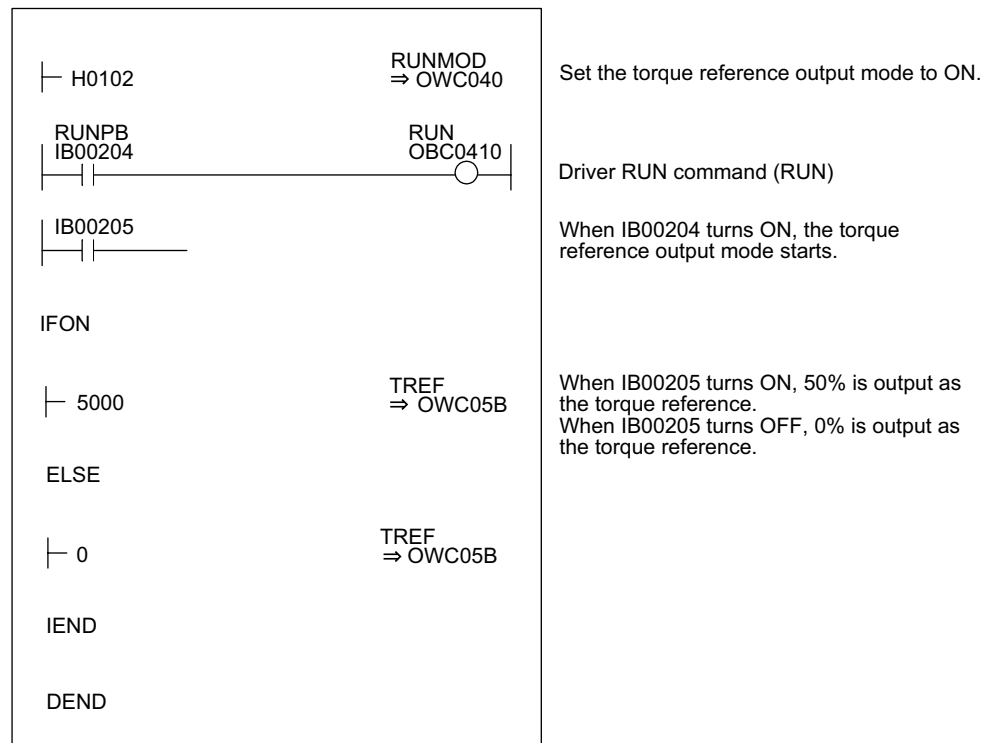 RUNMOD
H0102 ⇒ OWC040
Set the torque reference output mode to ON.
RUNPB RUN
IB00204 OBC0410
Driver RUN command (RUN)
IB00205
When IB00204 turns ON, the torque
reference output mode starts.
IFON
TREF
5000 ⇒ OWC05B
When IB00205 turns ON, 50% is output as
the torque reference.
When IB00205 turns OFF, 0% is output as
the torque reference.
ELSE
TREF
0 ⇒ OWC05B
IEND
DEND